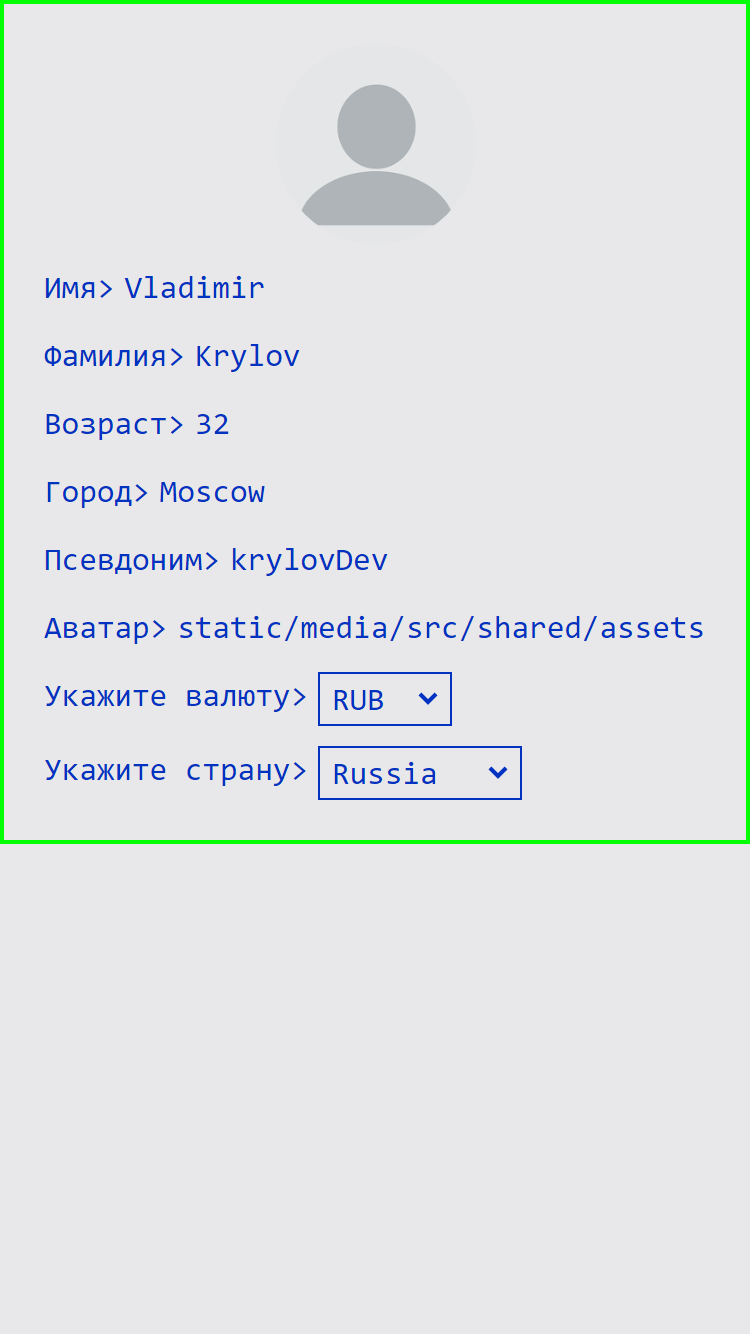 Имя> Vladimir
Фамилия> Krylov
Возраст> 32
Город> Moscow
Псевдоним> krylovDev
Аватар> static/media/src/shared/assets
Укажите валюту> RUB
Укажите страну> Russia